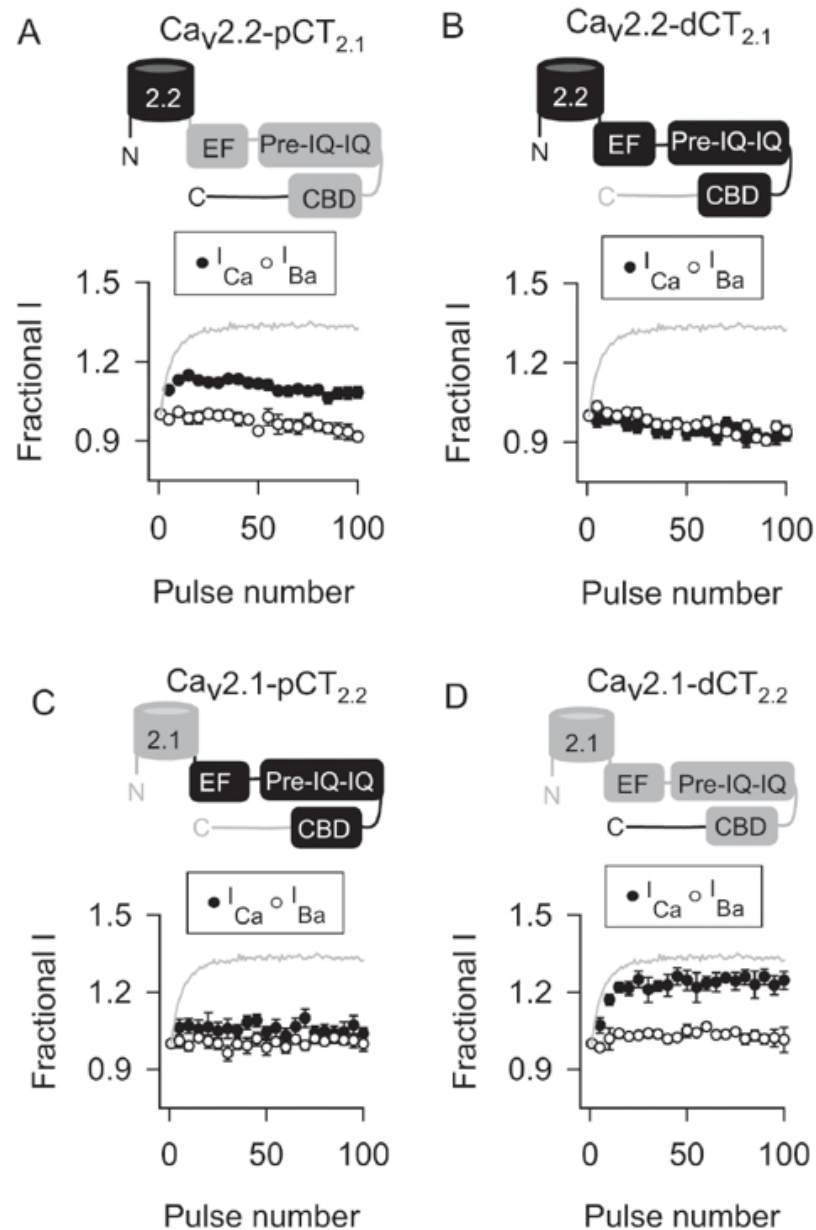 A
CaV2.2-pCT2.1
2.2
N
EF
Pre-IQ-IQ
C
CBD
ICa IBa
Fractional I
1.5
1.2
0.9
0 50 100
Pulse number
B
CaV2.2-dCT2.1
2.2
N
EF
Pre-IQ-IQ
C
CBD
ICa IBa
Fractional I
1.5
1.2
0.9
0 50 100
Pulse number
C
CaV2.1-pCT2.2
2.1
N
EF
Pre-IQ-IQ
C
CBD
ICa IBa
Fractional I
1.5
1.2
0.9
0 50 100
Pulse number
D
CaV2.1-dCT2.2
2.1
N
EF
Pre-IQ-IQ
C
CBD
ICa IBa
Fractional I
1.5
1.2
0.9
0 50 100
Pulse number